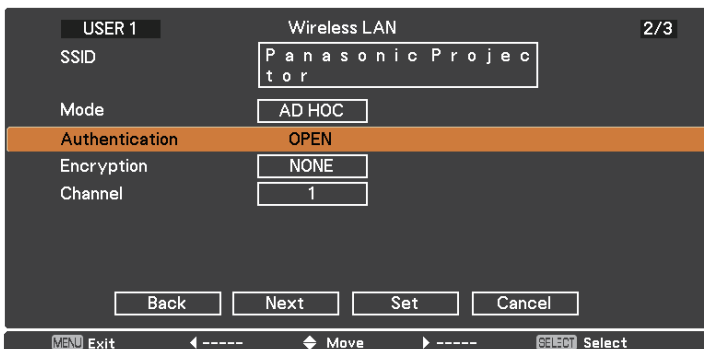 USER 1 Wireless LAN 2/3
SSID Panasonic Projec
tor
Mode AD HOC
Authentication OPEN
Encryption NONE
Channel 1
Back Next Set Cancel
MENU Exit ◀ ----- ◆ Move ▶ ----- SELECT Select